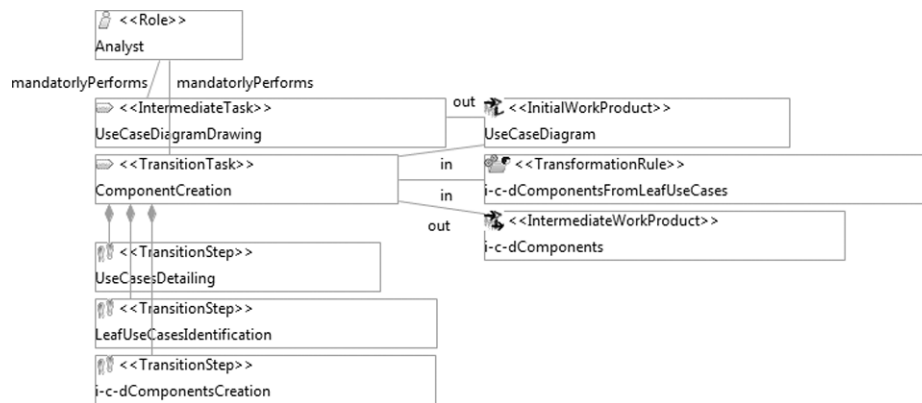 <<Role>>
Analyst
mandatorlyPerforms
mandatorlyPerforms
<<IntermediateTask>>
UseCaseDiagramDrawing
out
<<InitialWorkProduct>>
UseCaseDiagram
<<TransitionTask>>
ComponentCreation
in
<<TransformationRule>>
i-c-dComponentsFromLeafUseCases
in
out
<<IntermediateWorkProduct>>
i-c-dComponents
<<TransitionStep>>
UseCasesDetailing
<<TransitionStep>>
LeafUseCasesIdentification
<<TransitionStep>>
i-c-dComponentsCreation